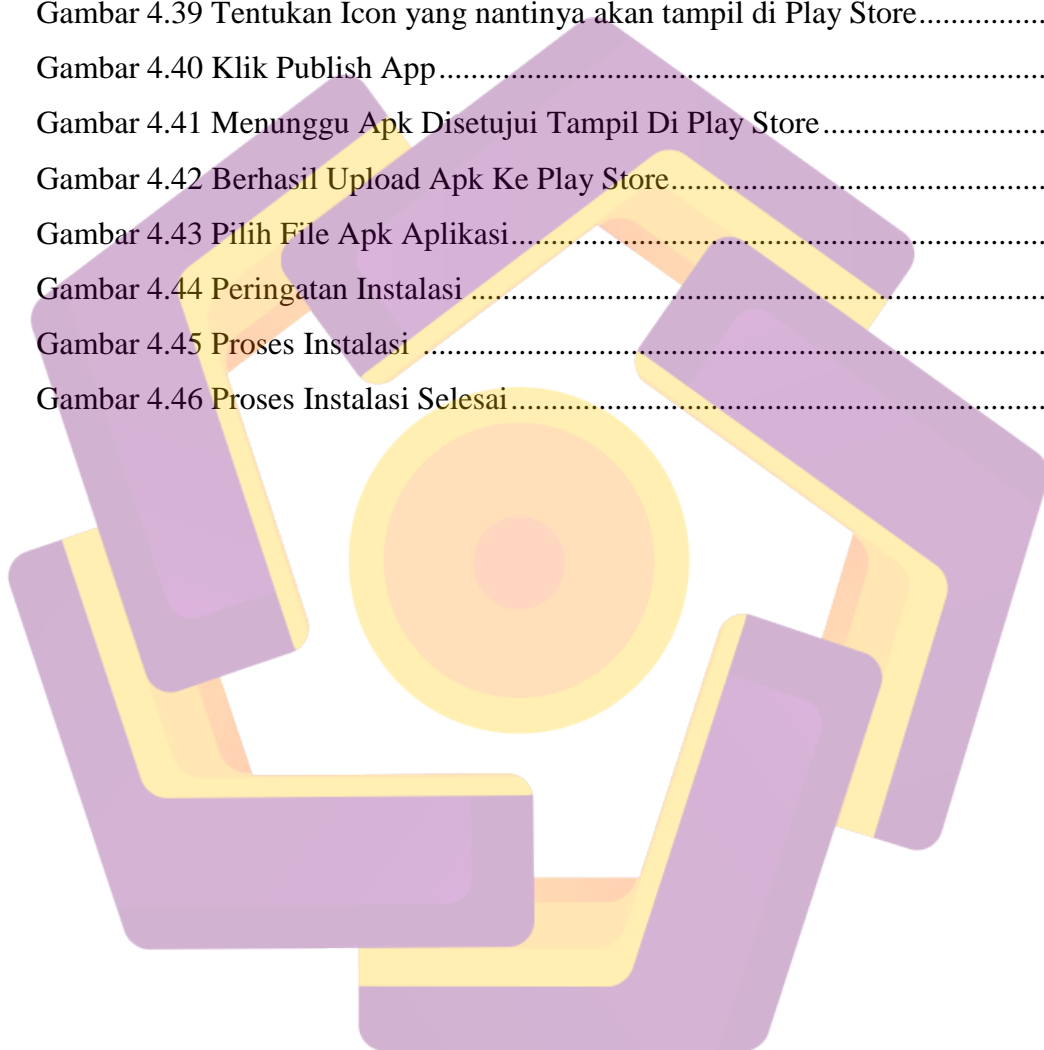 Gambar 4.39 Tentukan Icon yang nantinya akan tampil di Play Store................
Gambar 4.40 Klik Publish App.............................................................................
Gambar 4.41 Menunggu Apk Disetujui Tampil Di Play Store............................
Gambar 4.42 Berhasil Upload Apk Ke Play Store...............................................
Gambar 4.43 Pilih File Apk Aplikasi....................................................................
Gambar 4.44 Peringatan Instalasi .........................................................................
Gambar 4.45 Proses Instalasi ...............................................................................
Gambar 4.46 Proses Instalasi Selesai....................................................................